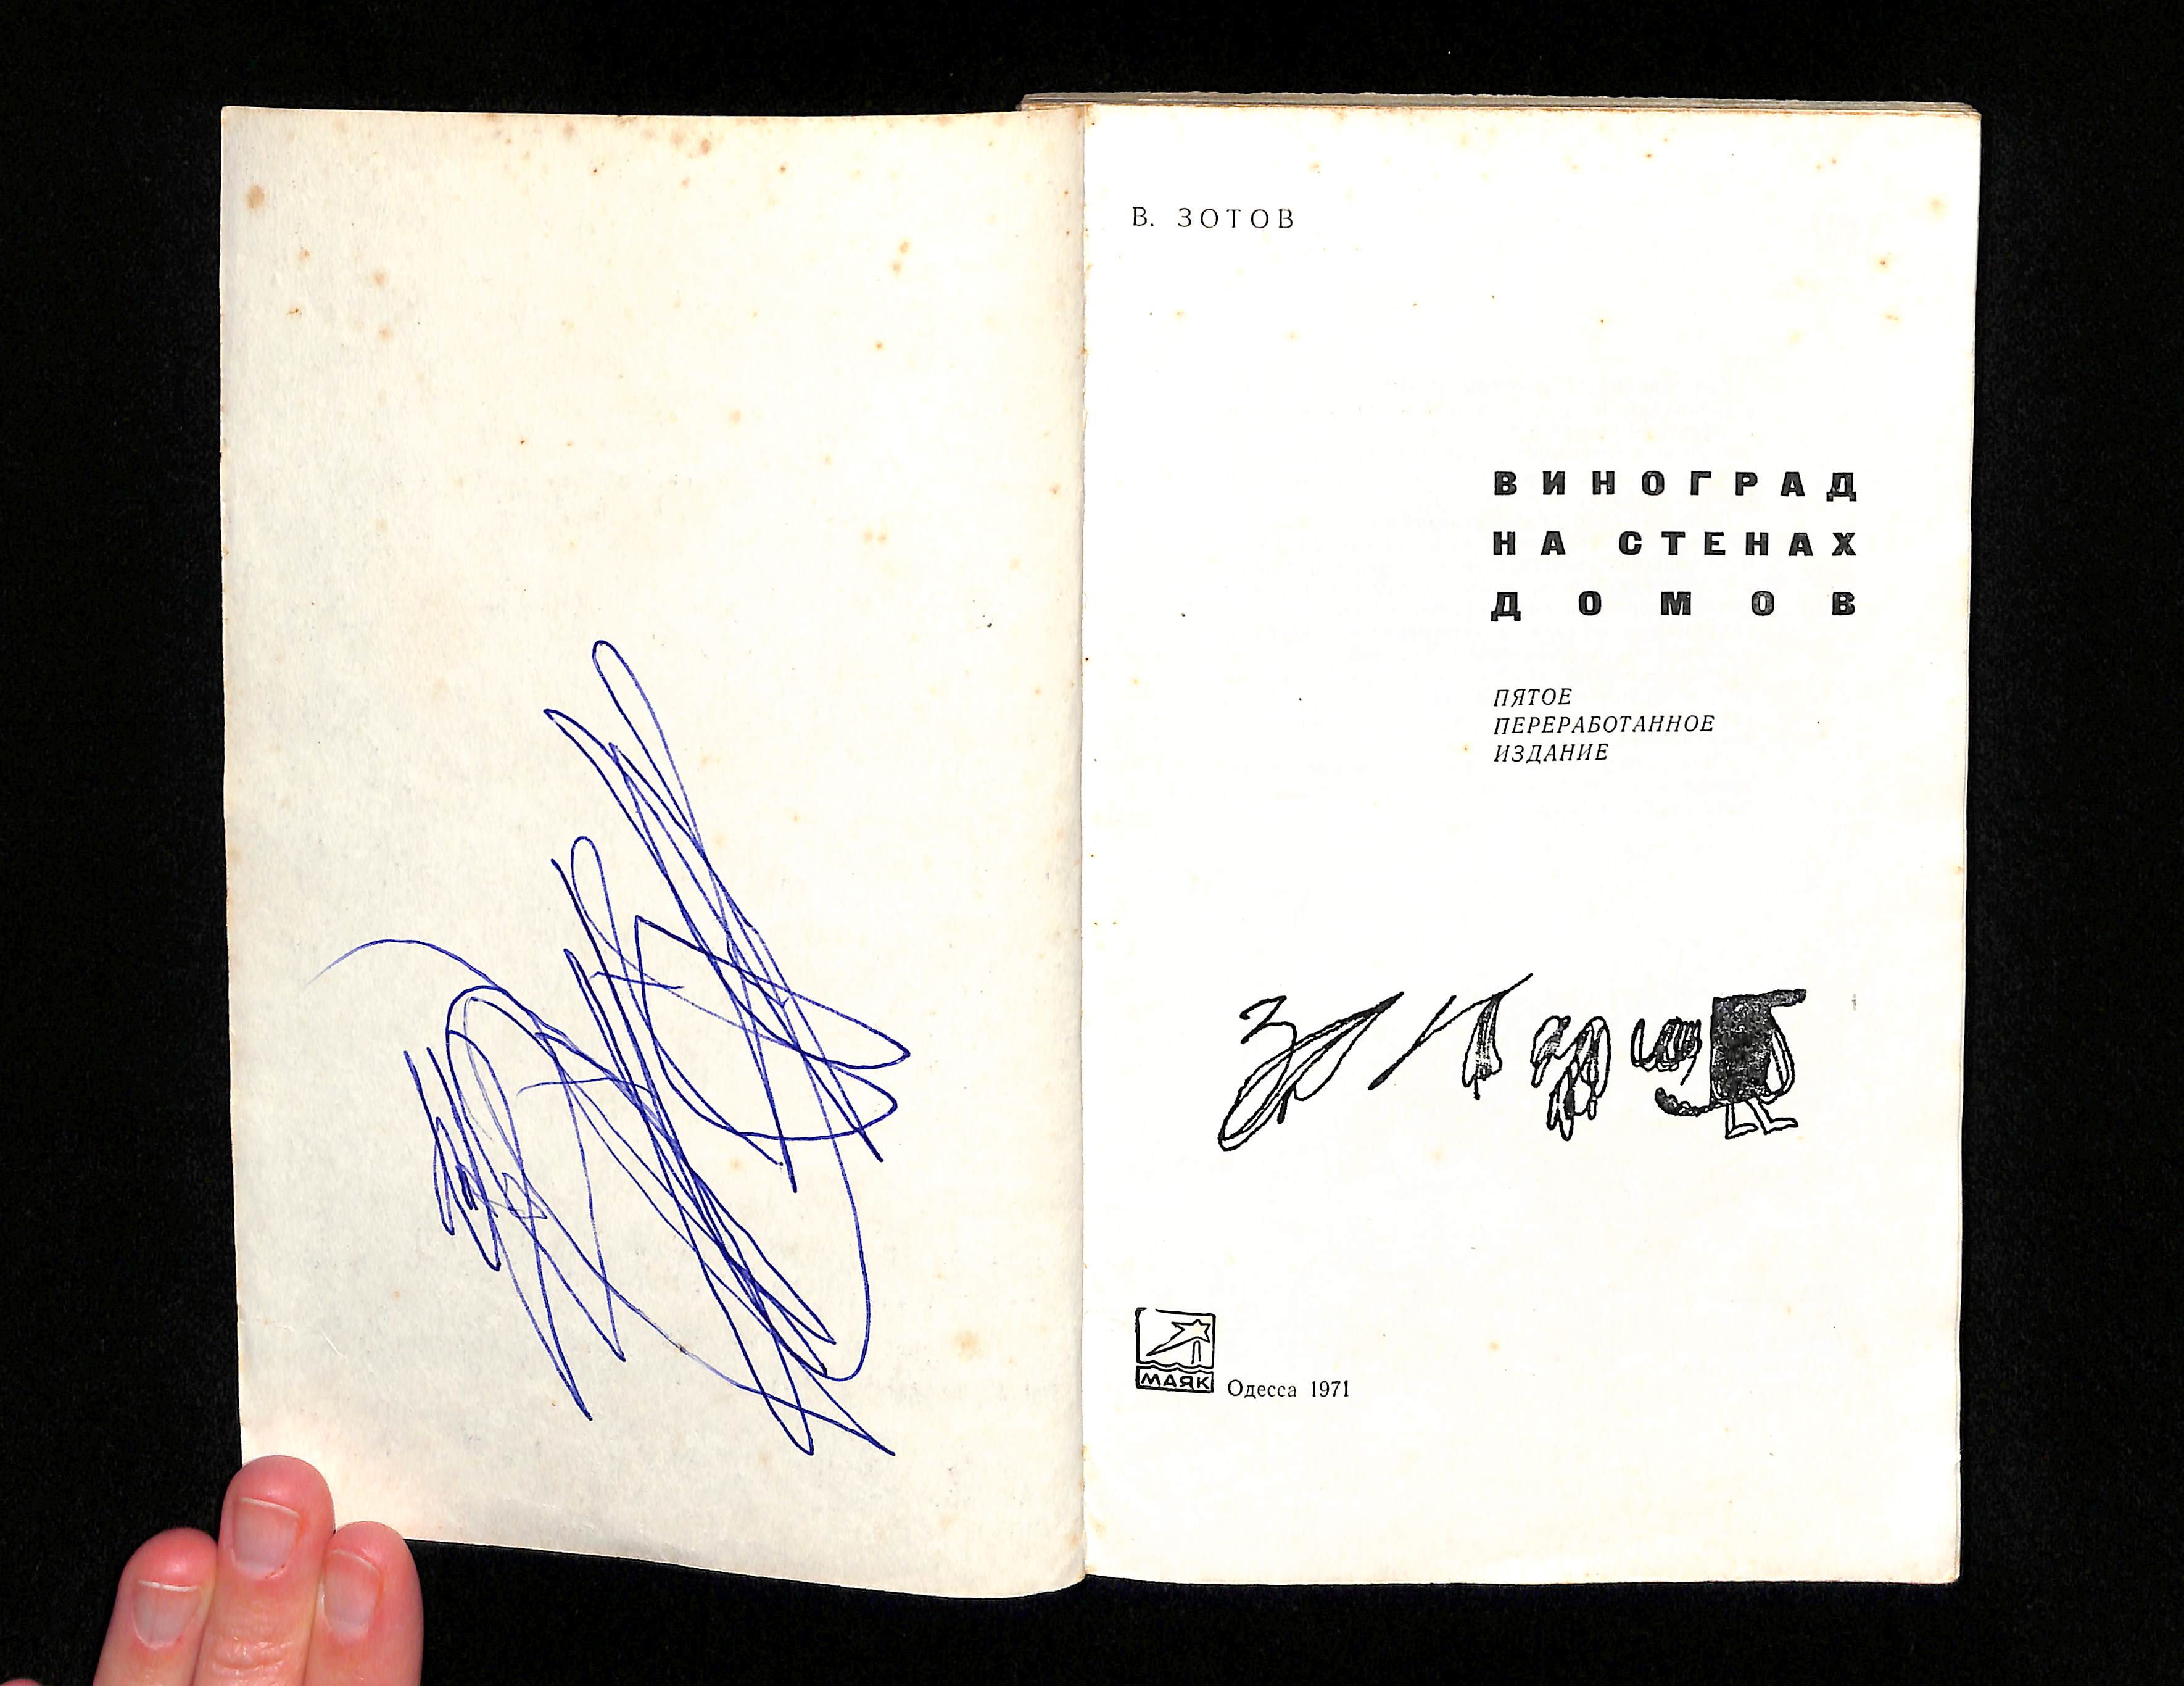 В. ЗОТОВ
ВИНОГРАД
НА СТЕНАХ
ДОМОВ
ПЯТОЕ
ПЕРЕРАБОТАННОЕ
ИЗДАНИЕ
МАЯК
Одесса 1971